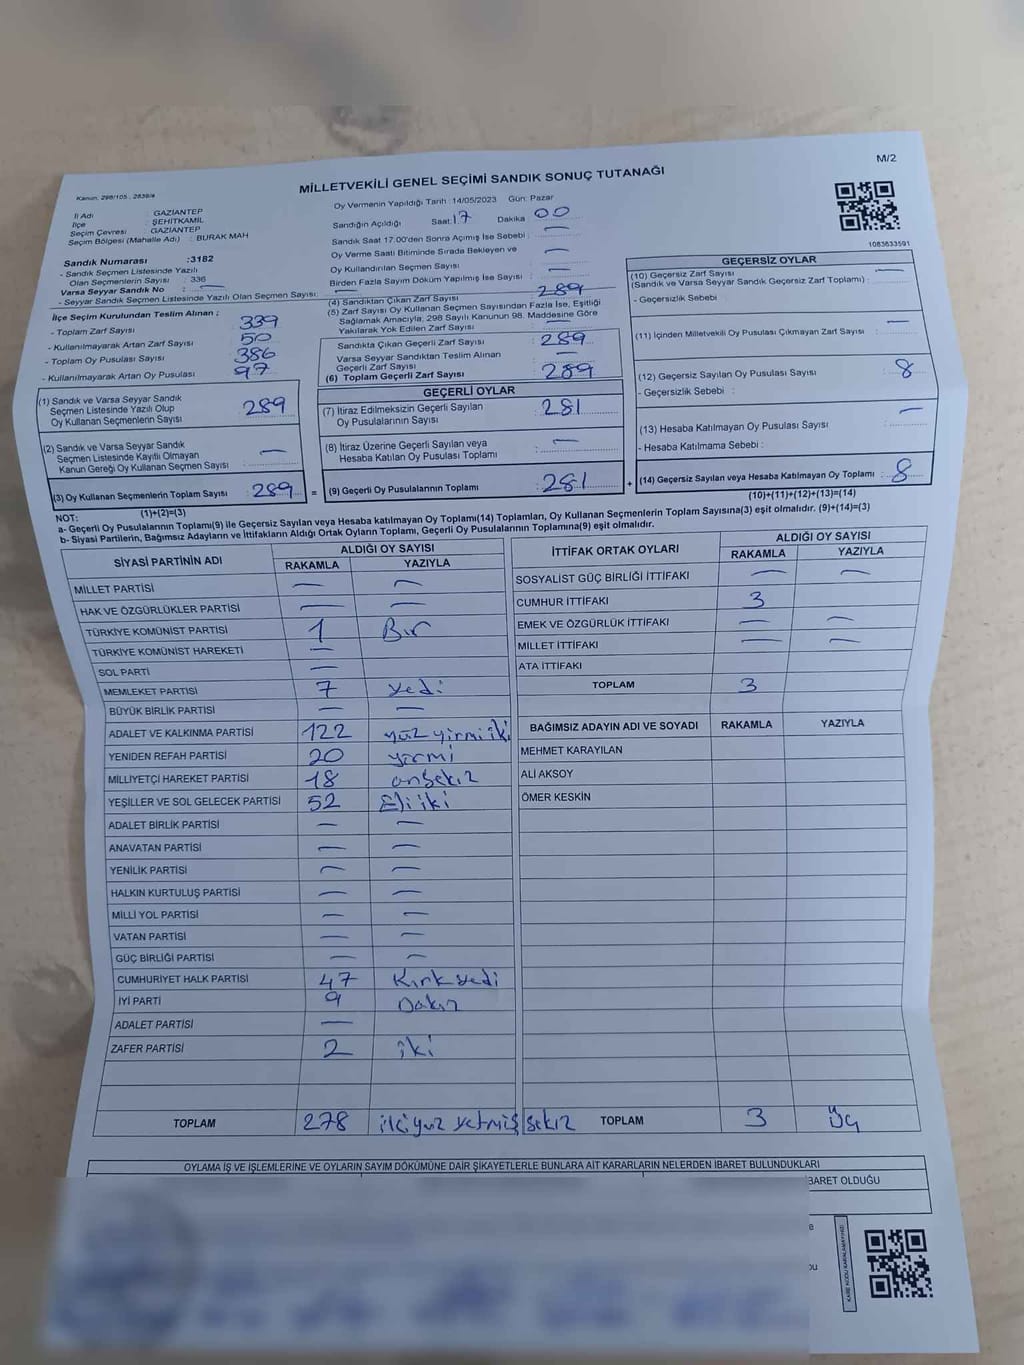 M/2
Kanun: 298/105 , 2839/a
MİLLETVEKİLİ GENEL SEÇİMİ SANDIK SONUÇ TUTANAĞI
1083633591
İl Adı : GAZİANTEP
İlçe : ŞEHİTKAMİL
Seçim Çevresi : GAZİANTEP
Seçim Bölgesi (Mahalle Adı) : BURAK MAH
Sandık Numarası :3182
- Sandık Seçmen Listesinde Yazılı
Olan Seçmenlerin Sayısı : 336
Varsa Seyyar Sandık No : —
- Seyyar Sandık Seçmen Listesinde Yazılı Olan Seçmen Sayısı: —
İlçe Seçim Kurulundan Teslim Alınan ;
- Toplam Zarf Sayısı 339
- Kullanılmayarak Artan Zarf Sayısı 50
- Toplam Oy Pusulası Sayısı 386
- Kullanılmayarak Artan Oy Pusulası 97
Oy Vermenin Yapıldığı Tarih :14/05/2023 Gün: Pazar
Sandığın Açıldığı Saat: 17 Dakika 00
Sandık Saat 17.00'den Sonra Açımış İse Sebebi : —
Oy Verme Saati Bitiminde Sırada Bekleyen ve
Oy Kullandırılan Seçmen Sayısı —
Birden Fazla Sayım Döküm Yapılmış İse Sayısı : —
(4) Sandıktan Çıkan Zarf Sayısı 289
(5) Zarf Sayısı Oy Kullanan Seçmen Sayısından Fazla İse, Eşitliği
Sağlamak Amacıyla, 298 Sayılı Kanunun 98. Maddesine Göre
Yakılarak Yok Edilen Zarf Sayısı : —
Sandıkta Çıkan Geçerli Zarf Sayısı : 289
Varsa Seyyar Sandıktan Teslim Alınan
Geçerli Zarf Sayısı : —
(6) Toplam Geçerli Zarf Sayısı : 289
GEÇERSİZ OYLAR
(10) Geçersiz Zarf Sayısı —
(Sandık ve Varsa Seyyar Sandık Geçersiz Zarf Toplamı) :
- Geçersizlik Sebebi :
(11) İçinden Milletvekili Oy Pusulası Çıkmayan Zarf Sayısı : —
(12) Geçersiz Sayılan Oy Pusulası Sayısı : 8
- Geçersizlik Sebebi :
(13) Hesaba Katılmayan Oy Pusulası Sayısı : —
- Hesaba Katılmama Sebebi :
(14) Geçersiz Sayılan veya Hesaba Katılmayan Oy Toplamı : 8
(10)+(11)+(12)+(13)=(14)
(1) Sandık ve Varsa Seyyar Sandık
Seçmen Listesinde Yazılı Olup
Oy Kullanan Seçmenlerin Sayısı : 289
(2) Sandık ve Varsa Seyyar Sandık
Seçmen Listesinde Kayıtlı Olmayan
Kanun Gereği Oy Kullanan Seçmen Sayısı : —
(3) Oy Kullanan Seçmenlerin Toplam Sayısı : 289 =
(1)+(2)=(3)
GEÇERLİ OYLAR
(7) İtiraz Edilmeksizin Geçerli Sayılan
Oy Pusulalarının Sayısı : 281
(8) İtiraz Üzerine Geçerli Sayılan veya
Hesaba Katılan Oy Pusulası Toplamı : —
(9) Geçerli Oy Pusulalarının Toplamı : 281 +
NOT:
a- Geçerli Oy Pusulalarının Toplamı(9) ile Geçersiz Sayılan veya Hesaba katılmayan Oy Toplamı(14) Toplamları, Oy Kullanan Seçmenlerin Toplam Sayısına(3) eşit olmalıdır. (9)+(14)=(3)
b- Siyasi Partilerin, Bağımsız Adayların ve İttifakların Aldığı Ortak Oyların Toplamı, Geçerli Oy Pusulalarının Toplamına(9) eşit olmalıdır.
SİYASİ PARTİNİN ADI ALDIĞI OY SAYISI
RAKAMLA YAZIYLA
MİLLET PARTİSİ — —
HAK VE ÖZGÜRLÜKLER PARTİSİ — —
TÜRKİYE KOMÜNİST PARTİSİ 1 Bir
TÜRKİYE KOMÜNİST HAREKETİ —
SOL PARTİ —
MEMLEKET PARTİSİ 7 yedi
BÜYÜK BİRLİK PARTİSİ — —
ADALET VE KALKINMA PARTİSİ 122 yüz yirmi iki
YENİDEN REFAH PARTİSİ 20 yirmi
MİLLİYETÇİ HAREKET PARTİSİ 18 onsekiz
YEŞİLLER VE SOL GELECEK PARTİSİ 52 Eli iki
ADALET BİRLİK PARTİSİ — —
ANAVATAN PARTİSİ — —
YENİLİK PARTİSİ — —
HALKIN KURTULUŞ PARTİSİ — —
MİLLİ YOL PARTİSİ — —
VATAN PARTİSİ — —
GÜÇ BİRLİĞİ PARTİSİ — —
CUMHURİYET HALK PARTİSİ 47 Kırk yedi
İYİ PARTİ 9 Dokuz
ADALET PARTİSİ —
ZAFER PARTİSİ 2 iki
TOPLAM 278 ikiyüz yetmiş sekiz
İTTİFAK ORTAK OYLARI ALDIĞI OY SAYISI
RAKAMLA YAZIYLA
SOSYALİST GÜÇ BİRLİĞİ İTTİFAKI — —
CUMHUR İTTİFAKI 3
EMEK VE ÖZGÜRLÜK İTTİFAKI — —
MİLLET İTTİFAKI — —
ATA İTTİFAKI
TOPLAM 3
BAĞIMSIZ ADAYIN ADI VE SOYADI RAKAMLA YAZIYLA
MEHMET KARAYILAN
ALİ AKSOY
ÖMER KESKİN
TOPLAM 3 Üç
OYLAMA İŞ VE İŞLEMLERİNE VE OYLARIN SAYIM DÖKÜMÜNE DAİR ŞİKAYETLERLE BUNLARA AİT KARARLARIN NELERDEN İBARET BULUNDUKLARI
BARET OLDUĞU